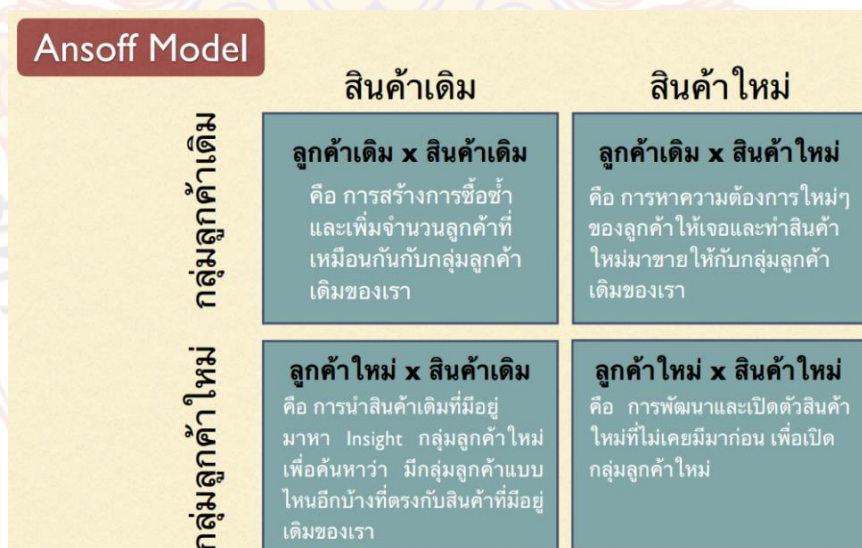 Ansoff Model
สินค้าเดิม
สินค้าใหม่
กลุ่มลูกค้าเดิม
ลูกค้าเดิม x สินค้าเดิม
คือ การสร้างการซื้อซ้ำ
และเพิ่มจำนวนลูกค้าที่
เหมือนกันกับกลุ่มลูกค้า
เดิมของเรา
ลูกค้าเดิม x สินค้าใหม่
คือ การหาความต้องการใหม่ๆ
ของลูกค้าให้เจอและทำสินค้า
ใหม่มาขายให้กับกลุ่มลูกค้า
เดิมของเรา
กลุ่มลูกค้าใหม่
ลูกค้าใหม่ x สินค้าเดิม
คือ การนำสินค้าเดิมที่มีอยู่
มาหา Insight กลุ่มลูกค้าใหม่
เพื่อค้นหาว่า มีกลุ่มลูกค้าแบบ
ไหนอีกบ้างที่ตรงกับสินค้าที่มีอยู่
เดิมของเรา
ลูกค้าใหม่ x สินค้าใหม่
คือ การพัฒนาและเปิดตัวสินค้า
ใหม่ที่ไม่เคยมีมาก่อน เพื่อเปิด
กลุ่มลูกค้าใหม่